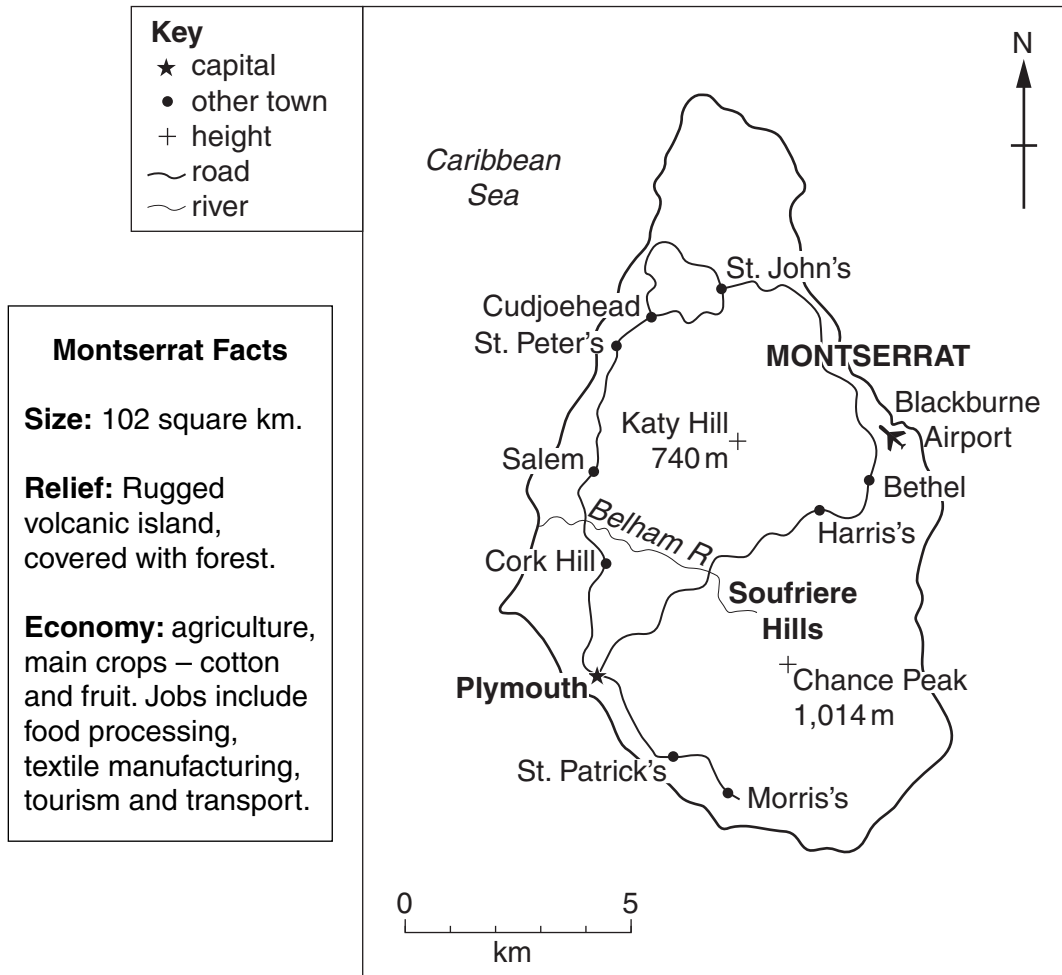 Key
capital
other town
height
road
river
Montserrat Facts
Size: 102 square km.
Relief: Rugged
volcanic island,
covered with forest.
Economy: agriculture,
main crops – cotton
and fruit. Jobs include
food processing,
textile manufacturing,
tourism and transport.
N
Caribbean
Sea
St. John's
Cudjoehead
St. Peter's
MONTSERRAT
Blackburne
Airport
Katy Hill
740 m
Salem
Bethel
Harris's
Belham R.
Cork Hill
Soufriere
Hills
Plymouth
Chance Peak
1,014 m
St. Patrick's
Morris's
0 5
km